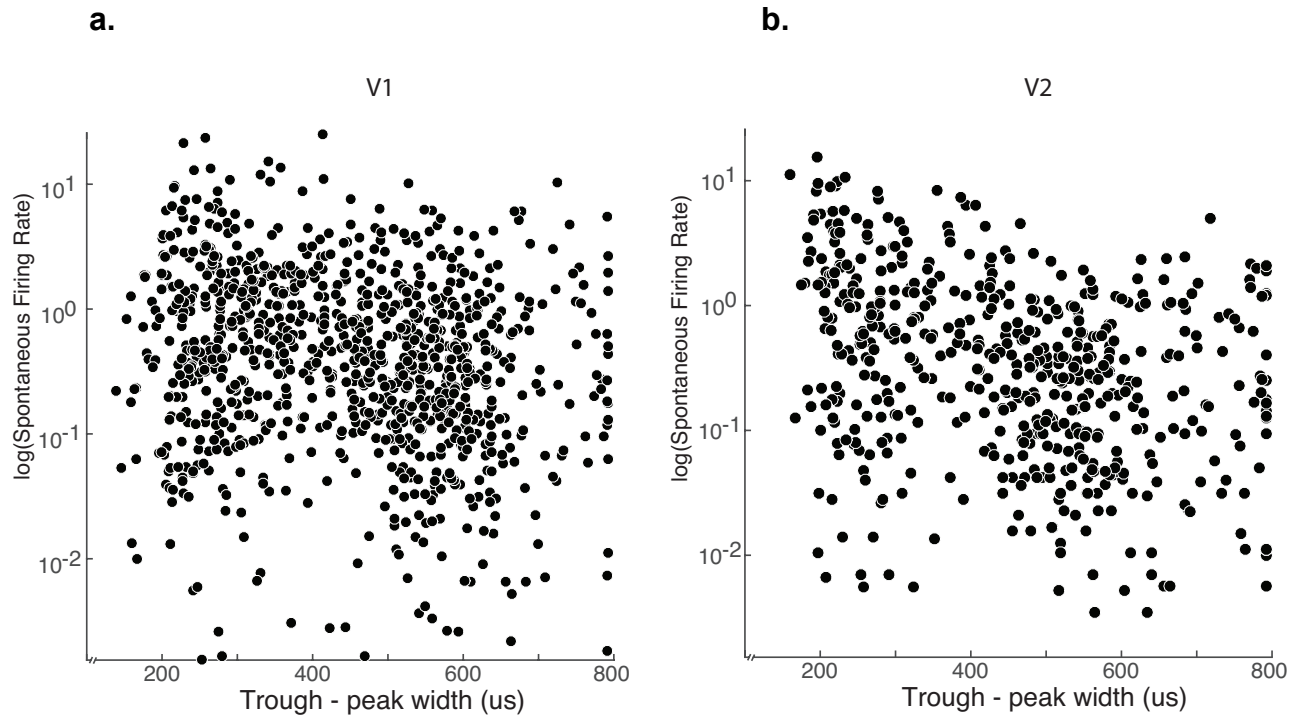 a.
V1
log(Spontaneous Firing Rate)
10^1
10^0
10^-1
10^-2
200 400 600 800
Trough - peak width (us)
b.
V2
log(Spontaneous Firing Rate)
10^1
10^0
10^-1
10^-2
200 400 600 800
Trough - peak width (us)